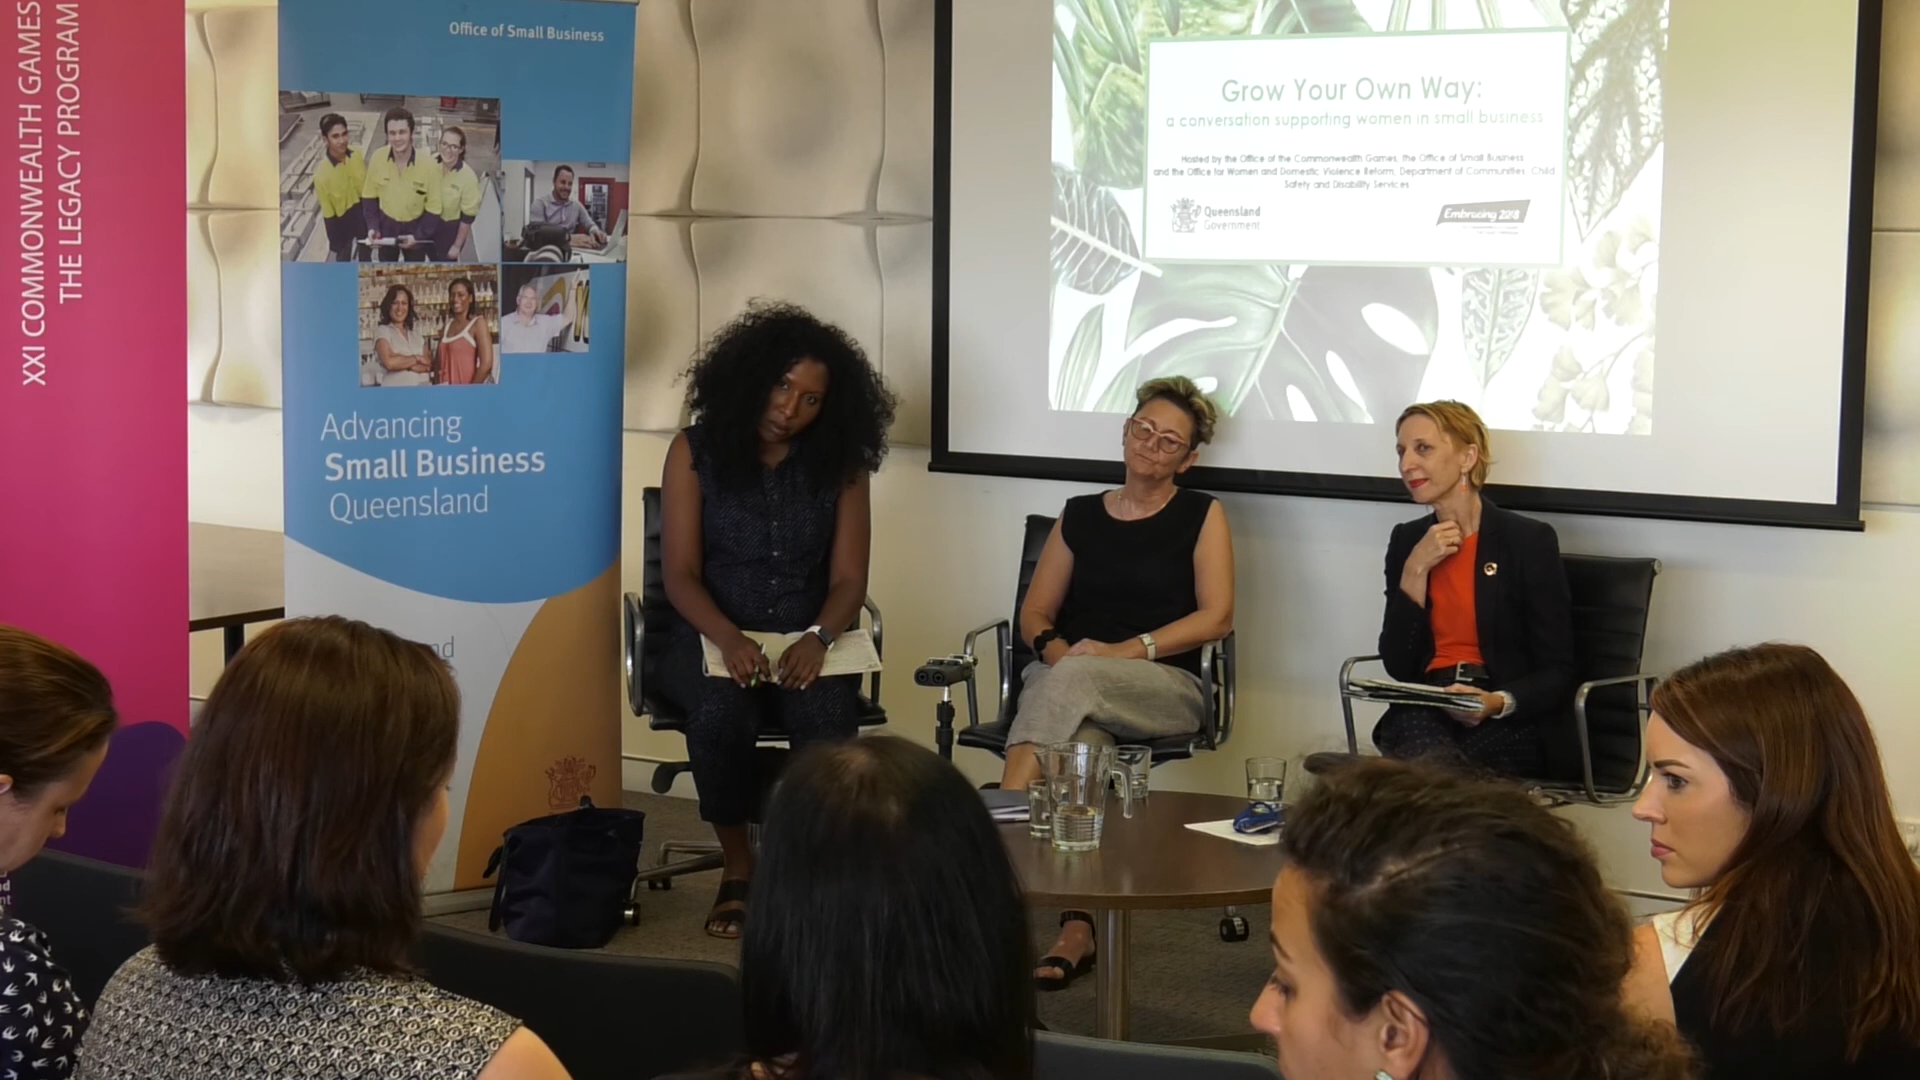 XXI COMMONWEALTH GAMES
THE LEGACY PROGRAM
Office of Small Business
Advancing
Small Business
Queensland
nd
Grow Your Own Way:
a conversation supporting women in small business
Hosted by the Office of the Commonwealth Games, the Office of Small Business
and the Office for Women and Domestic Violence Reform, Department of Communities, Child
Safety and Disability Services
Queensland
Government
Embracing 2018
nd
nt